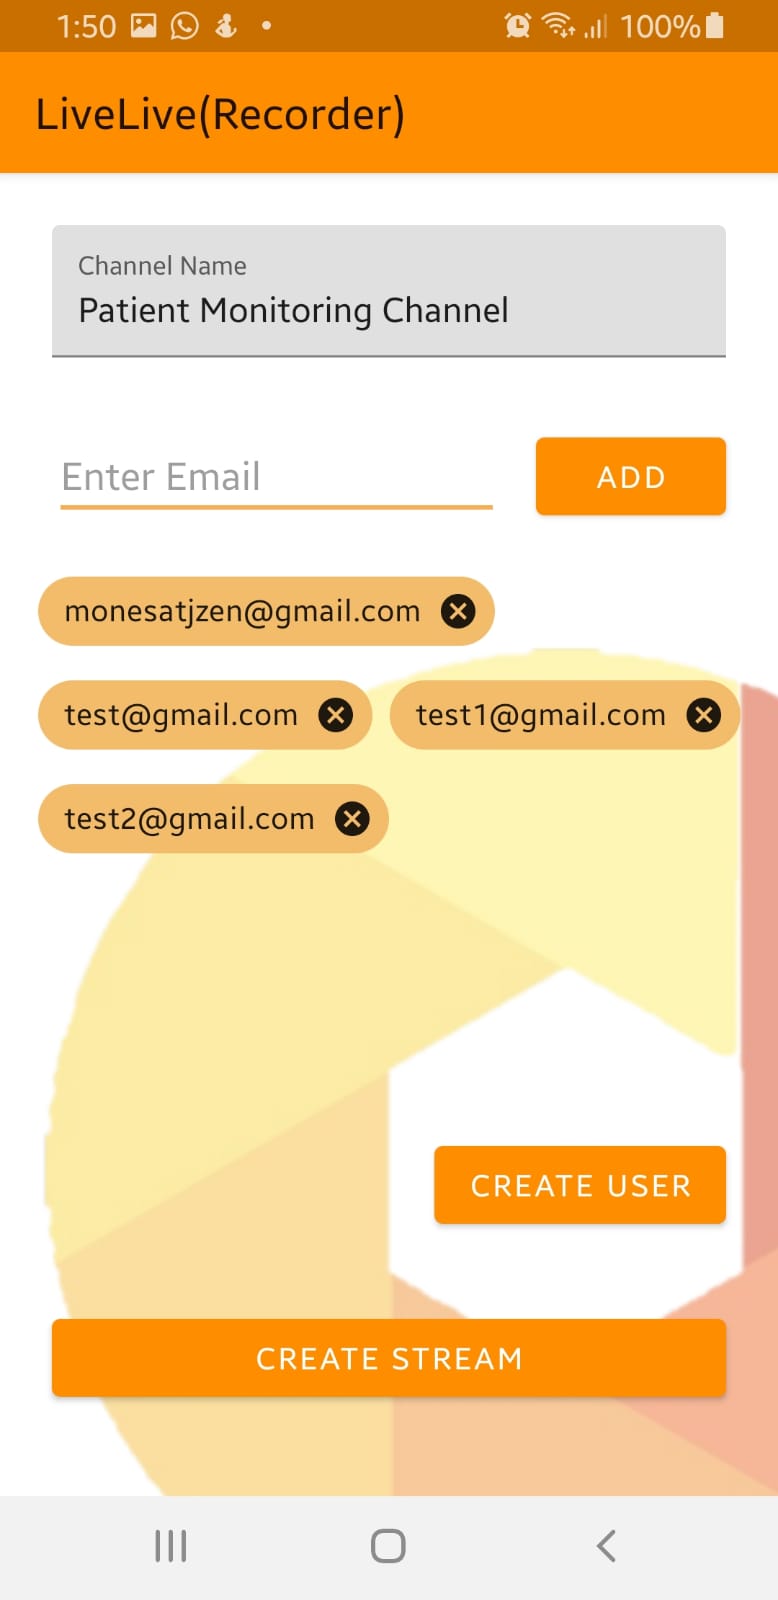 1:50 100%
LiveLive(Recorder)
Channel Name
Patient Monitoring Channel
Enter Email ADD
monesatjzen@gmail.com
test@gmail.com test1@gmail.com
test2@gmail.com
CREATE USER
CREATE STREAM